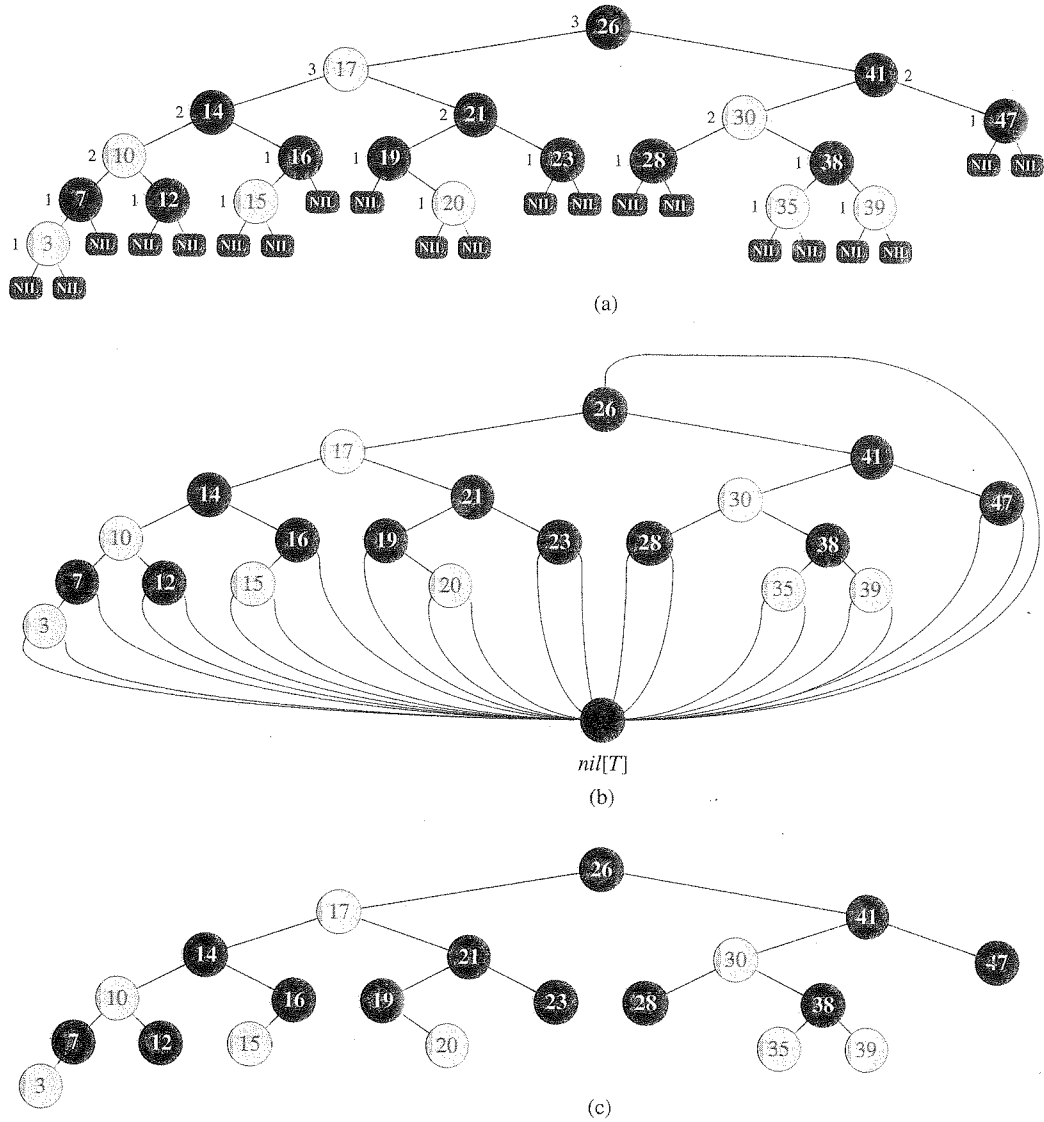 3 26
3 17 41 2
2 14 2 21 2 30 1 47
2 10 1 16 1 19 1 23 1 28 1 38 NIL NIL
1 7 1 12 1 15 NIL NIL 1 20 NIL NIL NIL NIL 1 35 1 39
1 3 NIL NIL NIL NIL NIL NIL NIL NIL NIL NIL NIL
NIL NIL
(a)
26
17 41
14 21 30 47
10 16 19 23 28 38
7 12 15 20 35 39
3
nil[T]
(b)
26
17 41
14 21 30 47
10 16 19 23 28 38
7 12 15 20 35 39
3
(c)